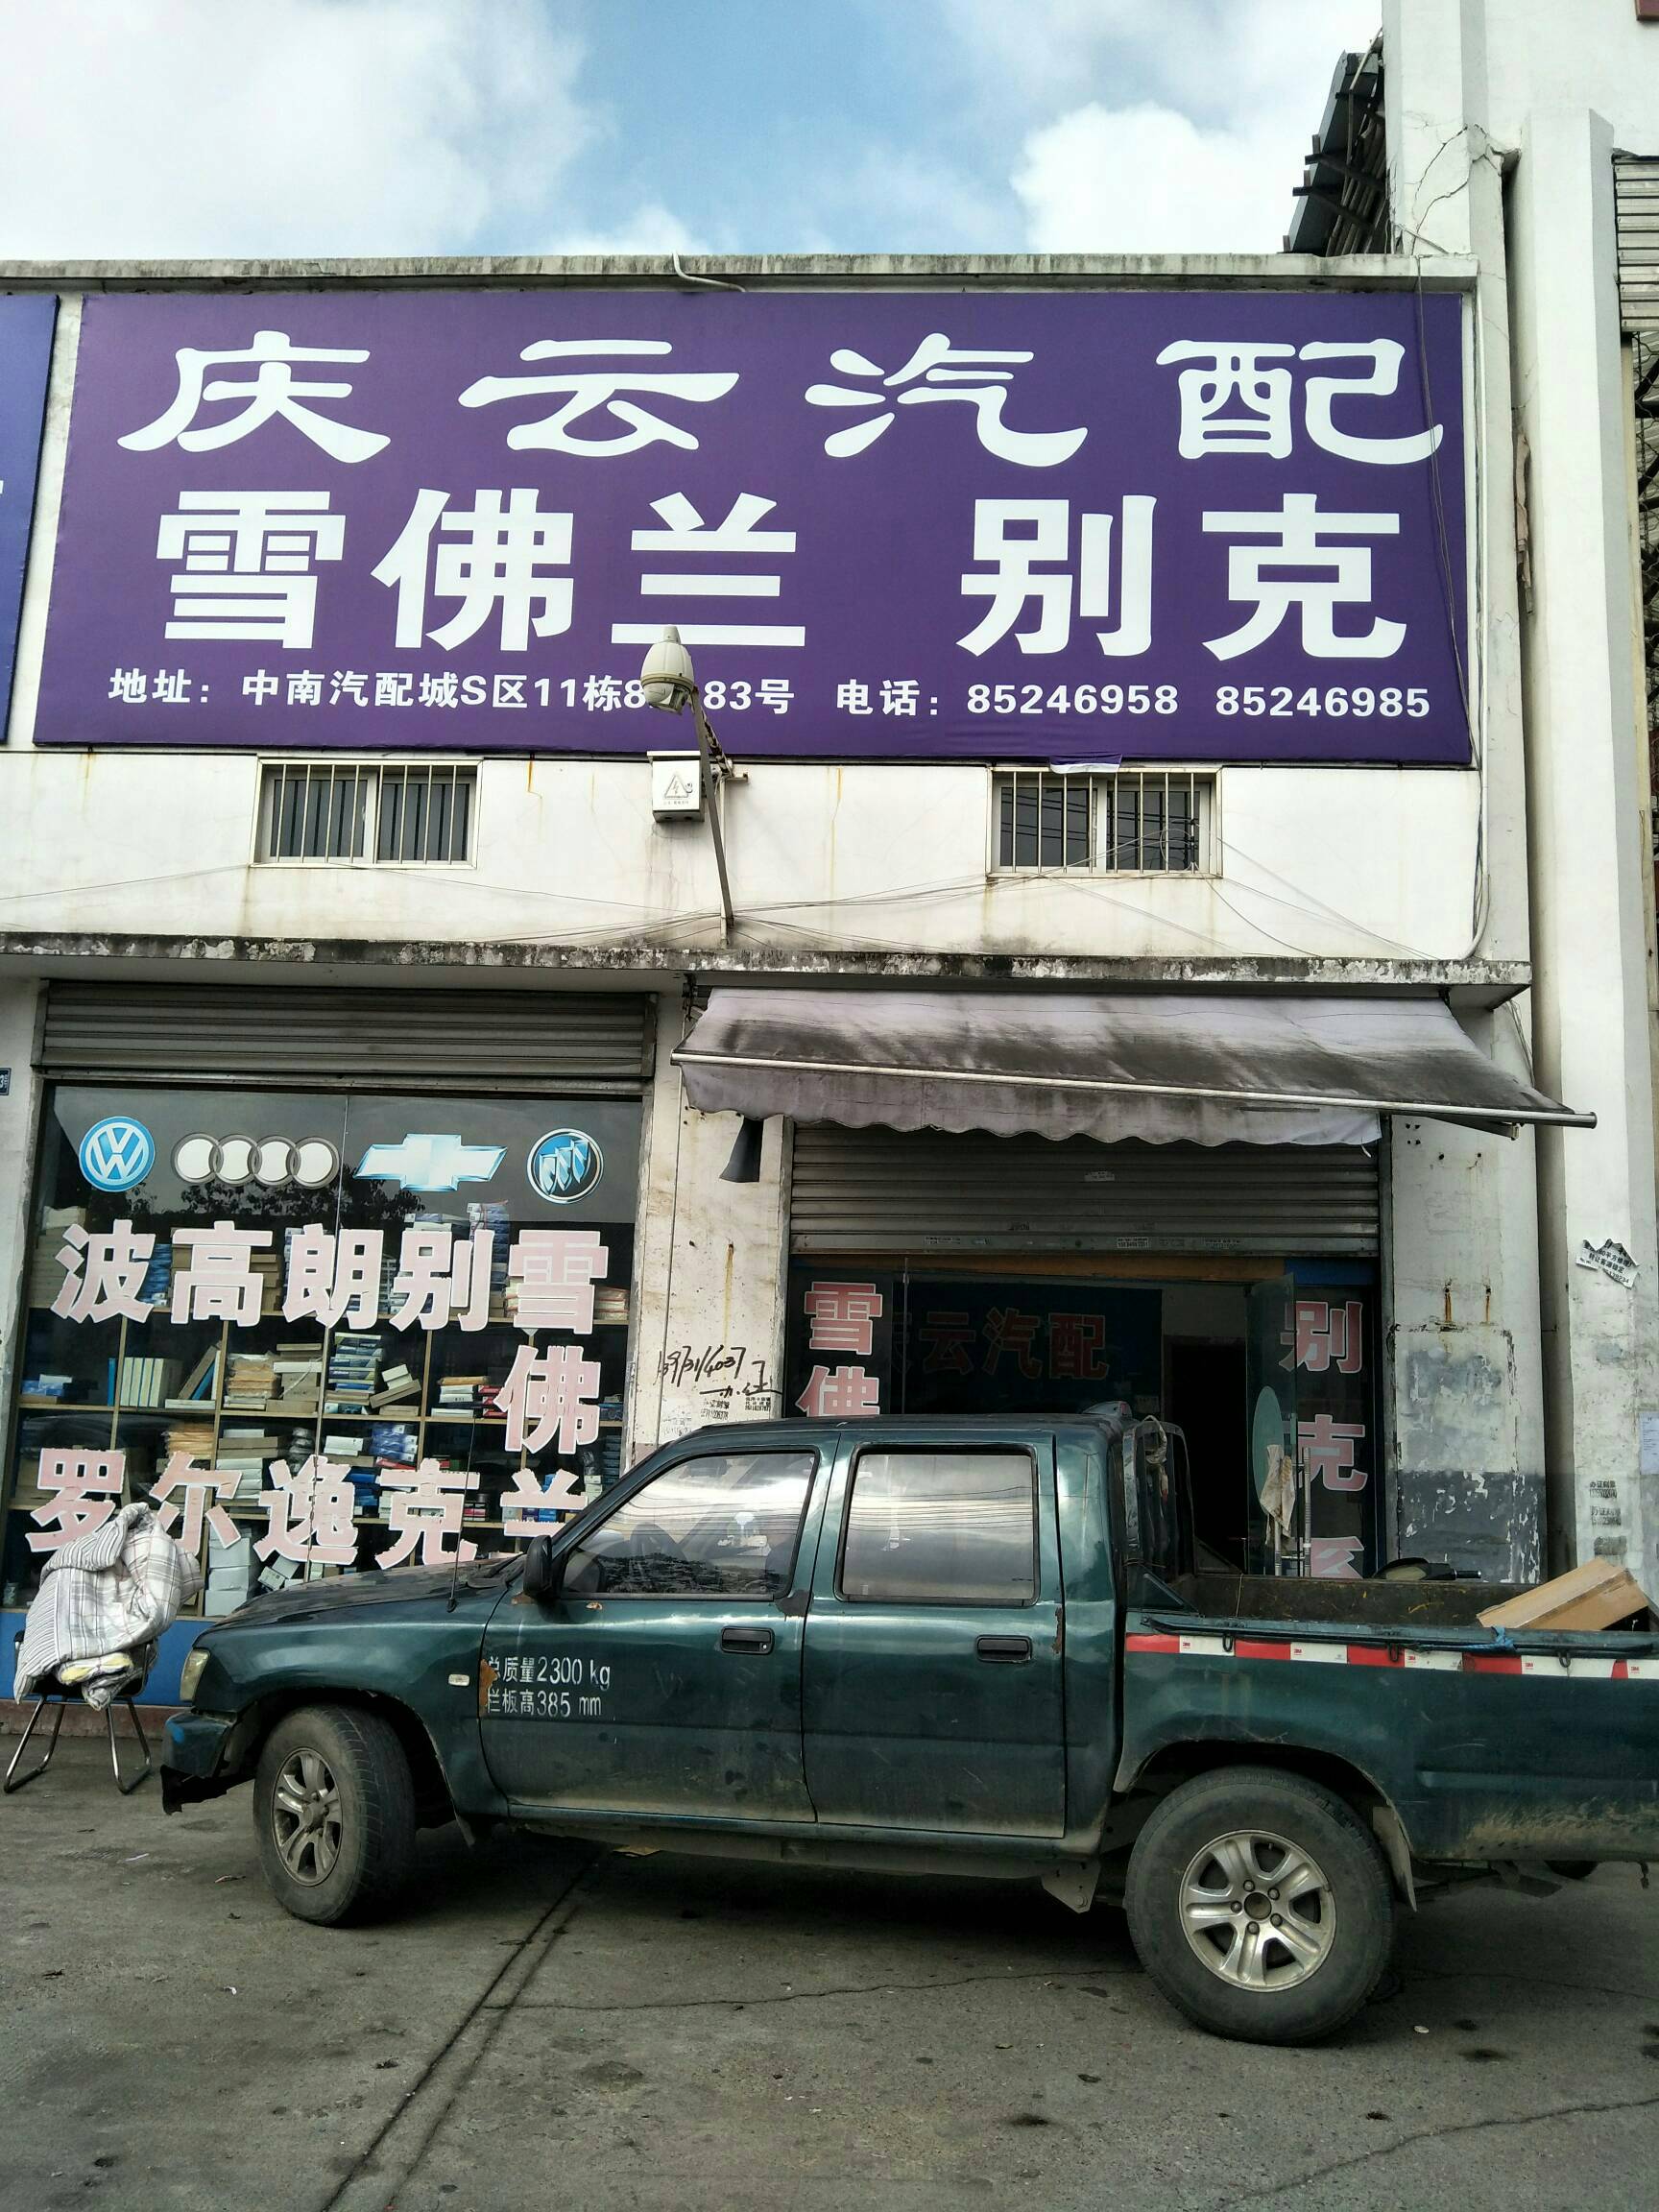 庆云汽配
雪佛兰 别克
地址：中南汽配城S区11栋8 83号 电话：85246958 85246985
波高朗别雪
佛
罗尔逸克兰
雪佛
云汽配
别克系
总质量2300 kg
栏板高385 mm